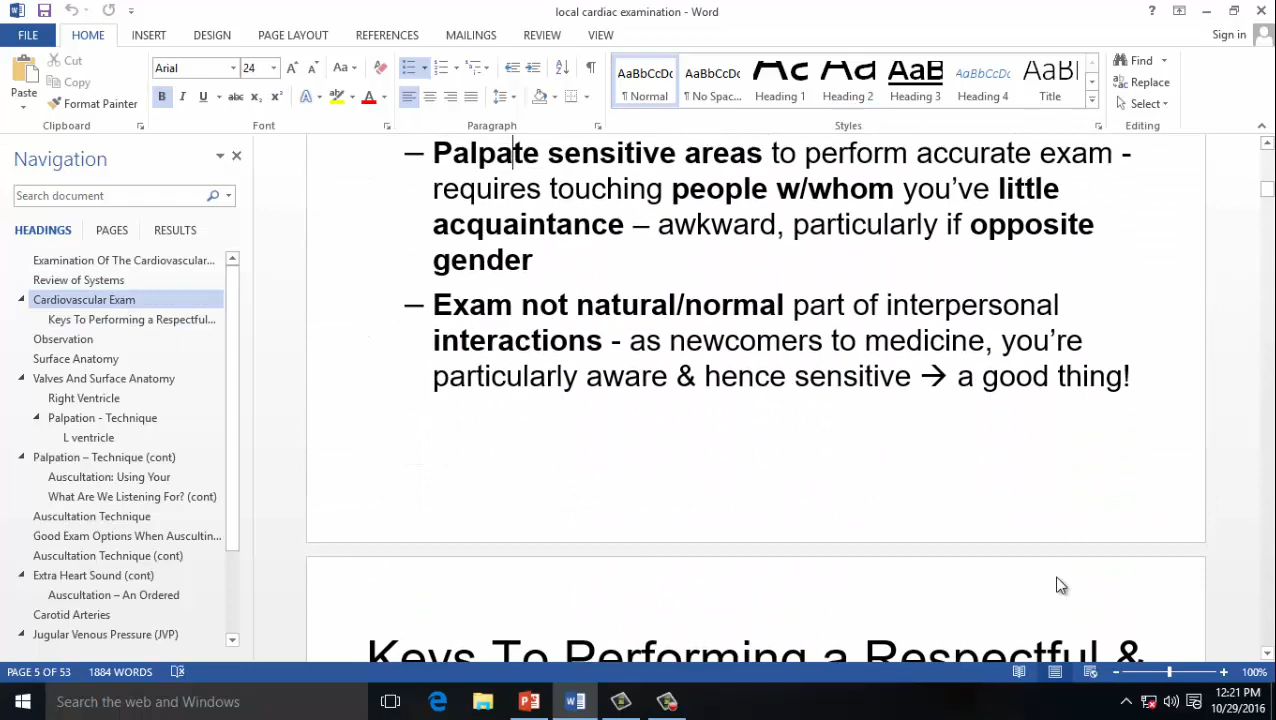 local cardiac examination - Word
FILE HOME INSERT DESIGN PAGE LAYOUT REFERENCES MAILINGS REVIEW VIEW Sign in
Paste
Cut
Copy
Format Painter
Clipboard
Arial 24
Font
Paragraph
AaBbCcDc AaBbCcDc AaC AaC AaB AaBbCcDc AaBl
¶ Normal ¶ No Spac... Heading 1 Heading 2 Heading 3 Heading 4 Title
Styles
Find
Replace
Select
Editing
Navigation
Search document
HEADINGS PAGES RESULTS
Examination Of The Cardiovascular...
Review of Systems
Cardiovascular Exam
Keys To Performing a Respectful...
Observation
Surface Anatomy
Valves And Surface Anatomy
Right Ventricle
Palpation - Technique
L ventricle
Palpation – Technique (cont)
Auscultation: Using Your
What Are We Listening For? (cont)
Auscultation Technique
Good Exam Options When Auscultin...
Auscultation Technique (cont)
Extra Heart Sound (cont)
Auscultation – An Ordered
Carotid Arteries
Jugular Venous Pressure (JVP)
– Palpate sensitive areas to perform accurate exam -
requires touching people w/whom you’ve little
acquaintance – awkward, particularly if opposite
gender
– Exam not natural/normal part of interpersonal
interactions - as newcomers to medicine, you’re
particularly aware & hence sensitive → a good thing!
Keys To Performing a Respectful &
PAGE 5 OF 53 1884 WORDS 100%
Search the web and Windows
12:21 PM
10/29/2016